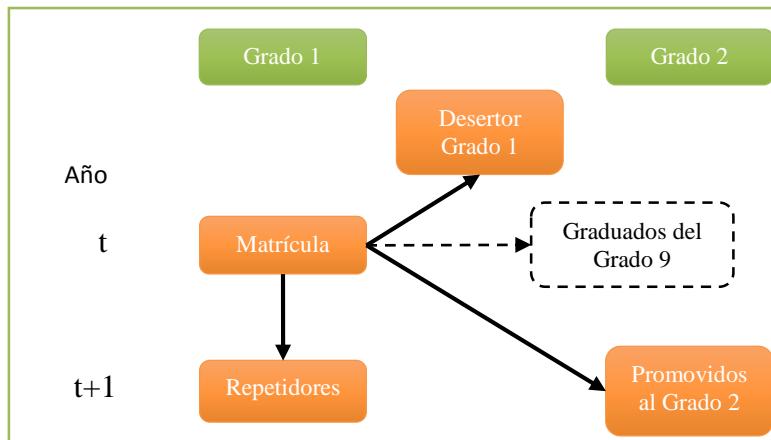 Grado 1
Grado 2
Desertor
Grado 1
Año
t
Matrícula
Graduados del
Grado 9
t+1
Repetidores
Promovidos
al Grado 2